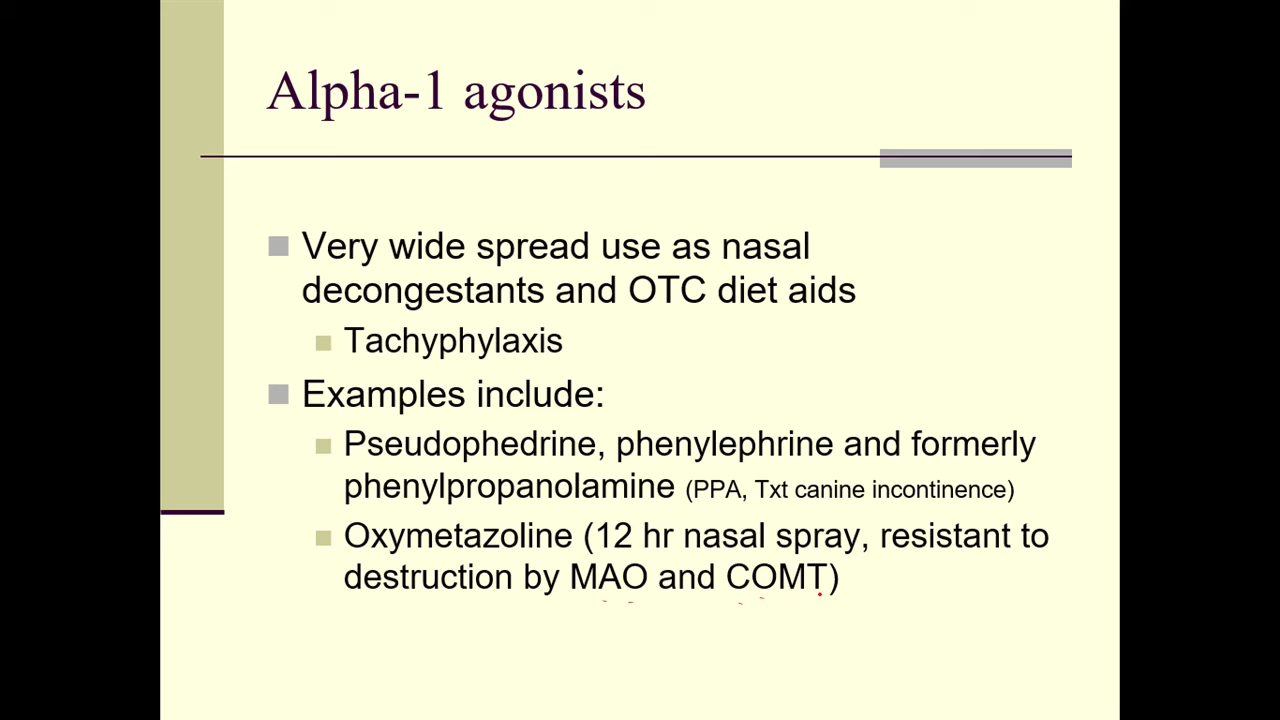 Alpha-1 agonists
Very wide spread use as nasal
decongestants and OTC diet aids
Tachyphylaxis
Examples include:
Pseudophedrine, phenylephrine and formerly
phenylpropanolamine (PPA, Txt canine incontinence)
Oxymetazoline (12 hr nasal spray, resistant to
destruction by MAO and COMT)